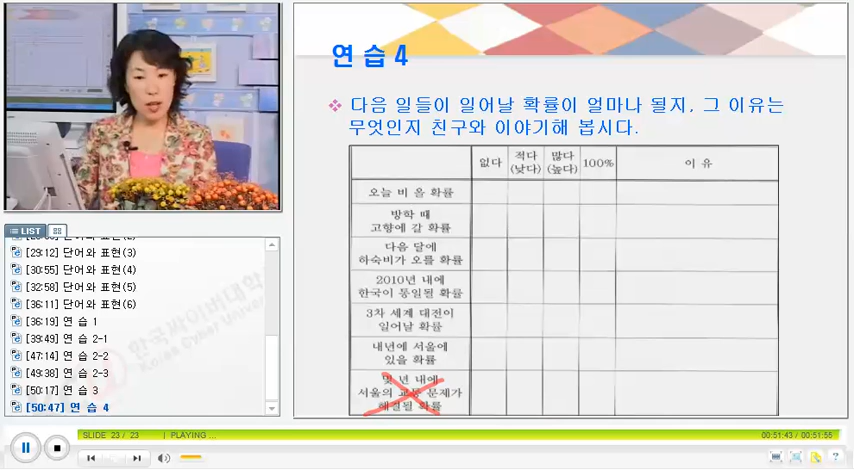 연 습 4
❖ 다음 일들이 일어날 확률이 얼마나 될지, 그 이유는
무엇인지 친구와 이야기해 봅시다.
없다
적다
(낮다)
많다
(높다)
100%
이 유
오늘 비 올 확률
방학 때
고향에 갈 확률
다음 달에
하숙비가 오를 확률
2010년 내에
한국이 통일될 확률
3차 세계 대전이
일어날 확률
내년에 서울에
있을 확률
몇 년 내에
서울의 교통 문제가
해결될 확률
LIST
[29:12] 단어와 표현(3)
[30:55] 단어와 표현(4)
[32:58] 단어와 표현(5)
[36:11] 단어와 표현(6)
[36:19] 연 습 1
[39:49] 연 습 2-1
[47:14] 연 습 2-2
[49:38] 연 습 2-3
[50:17] 연 습 3
[50:47] 연 습 4
한국싸이버대학
SLIDE 23 / 23 | PLAYING ...
00:51:43 / 00:51:55